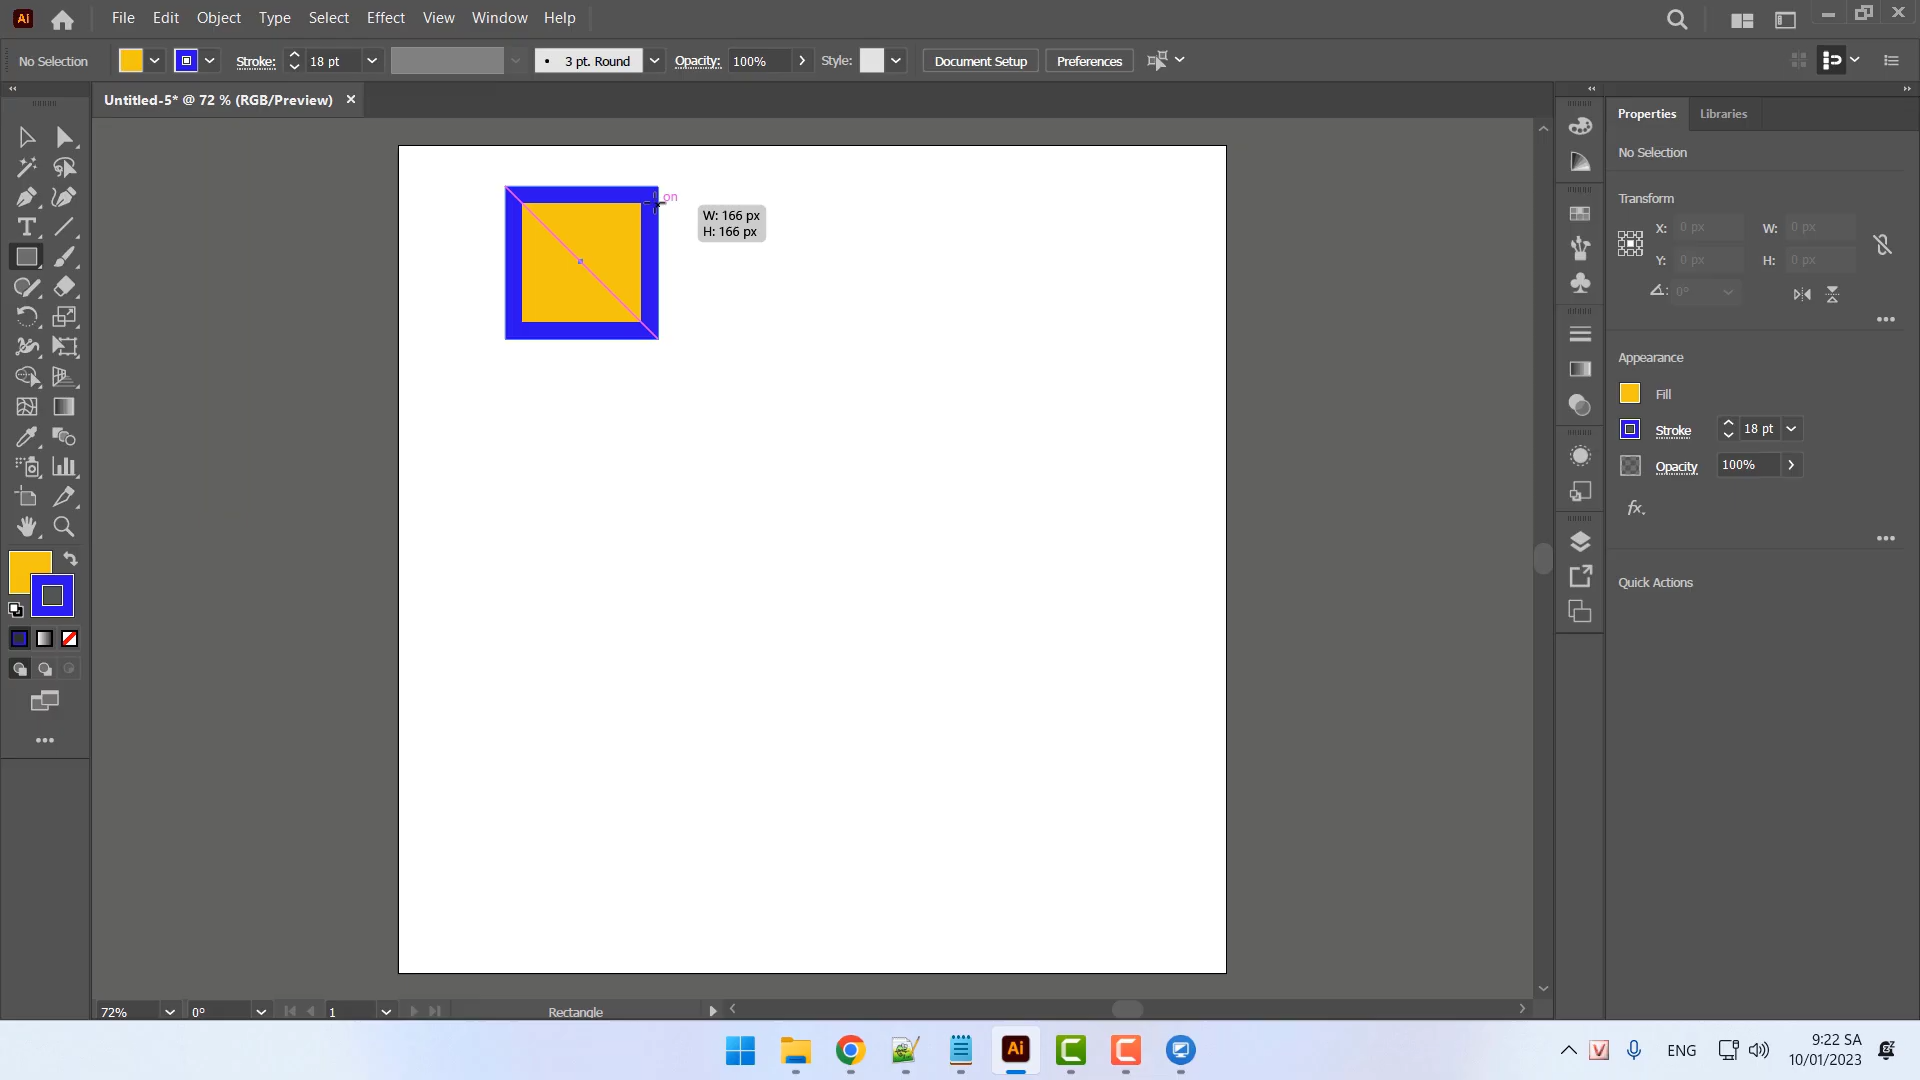 Ai File Edit Object Type Select Effect View Window Help
No Selection Stroke: 18 pt 3 pt. Round Opacity: 100% Style: Document Setup Preferences
Untitled-5* @ 72 % (RGB/Preview)
Properties Libraries
No Selection
Transform
X: 0 px W: 0 px
Y: 0 px H: 0 px
0°
Appearance
Fill
Stroke 18 pt
Opacity 100%
fx.
Quick Actions
on
W: 166 px
H: 166 px
72% 0° 1 Rectangle
Ai V ENG 9:22 SA
10/01/2023